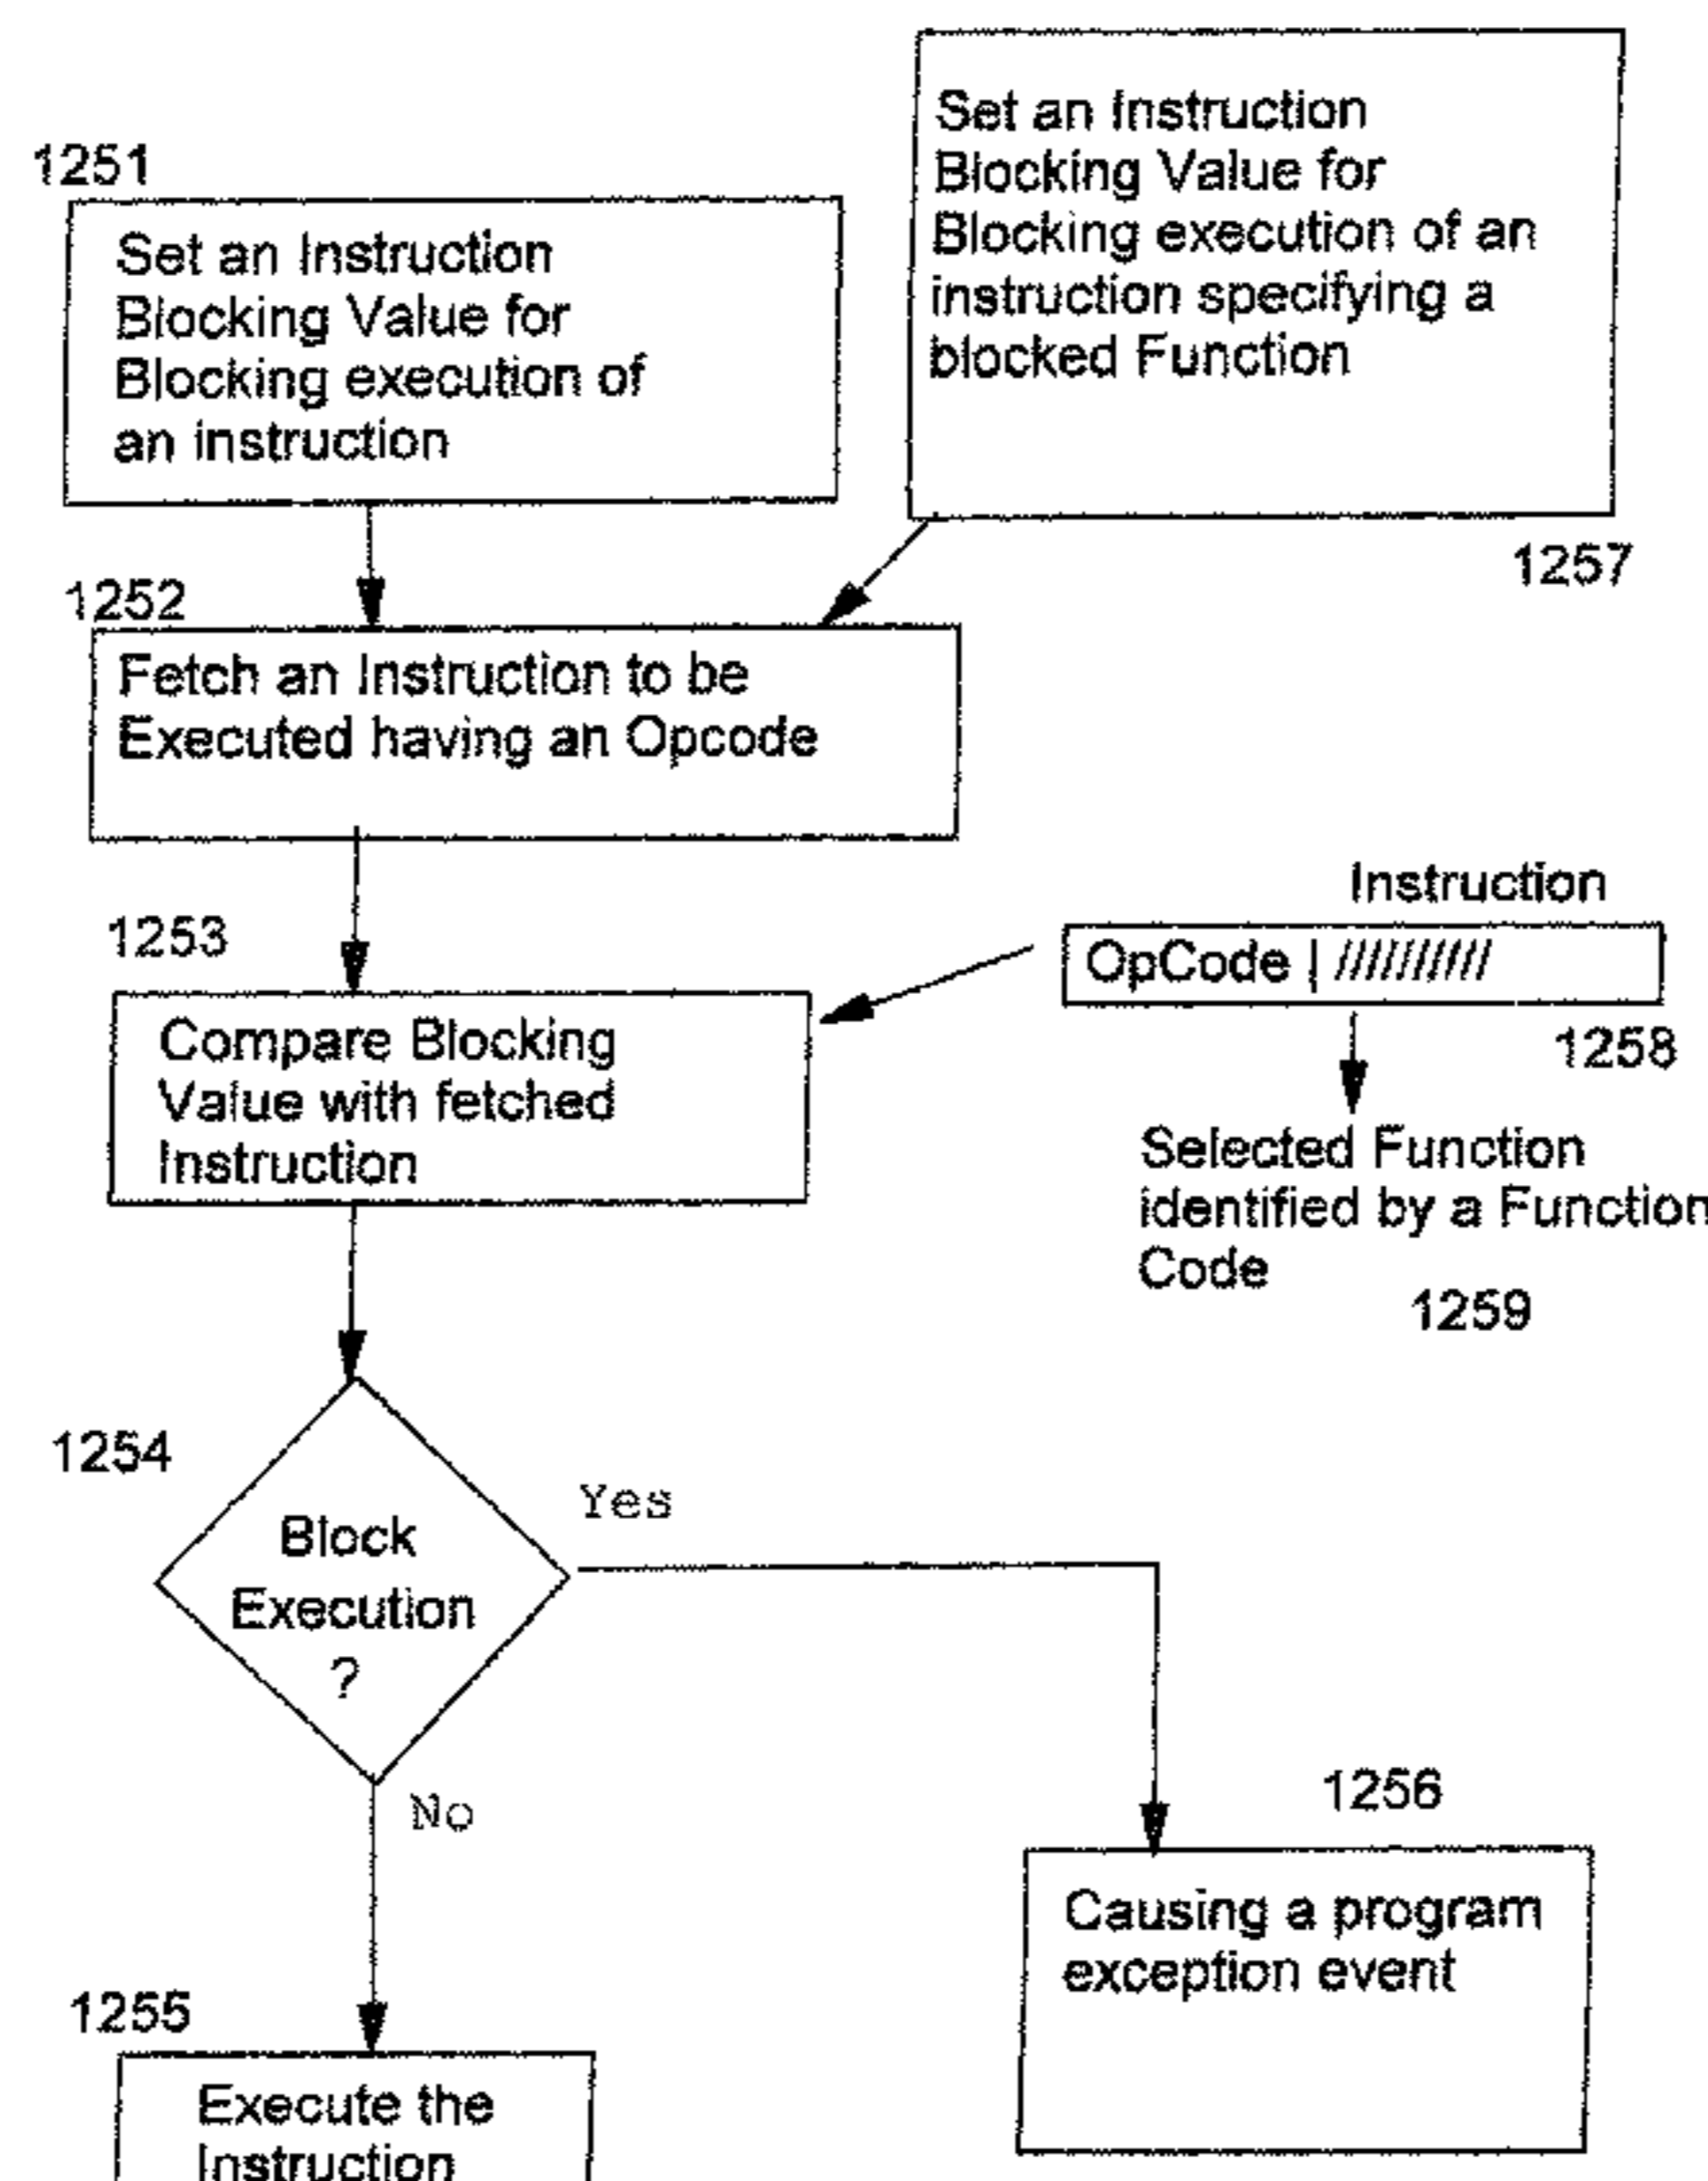 1251
Set an Instruction
Blocking Value for
Blocking execution of
an instruction
Set an Instruction
Blocking Value for
Blocking execution of an
instruction specifying a
blocked Function
1257
1252
Fetch an Instruction to be
Executed having an Opcode
1253
Compare Blocking
Value with fetched
Instruction
Instruction
OpCode | //////////
1258
Selected Function
identified by a Function
Code
1259
1254
Block
Execution
?
Yes
No
1256
Causing a program
exception event
1255
Execute the
Instruction